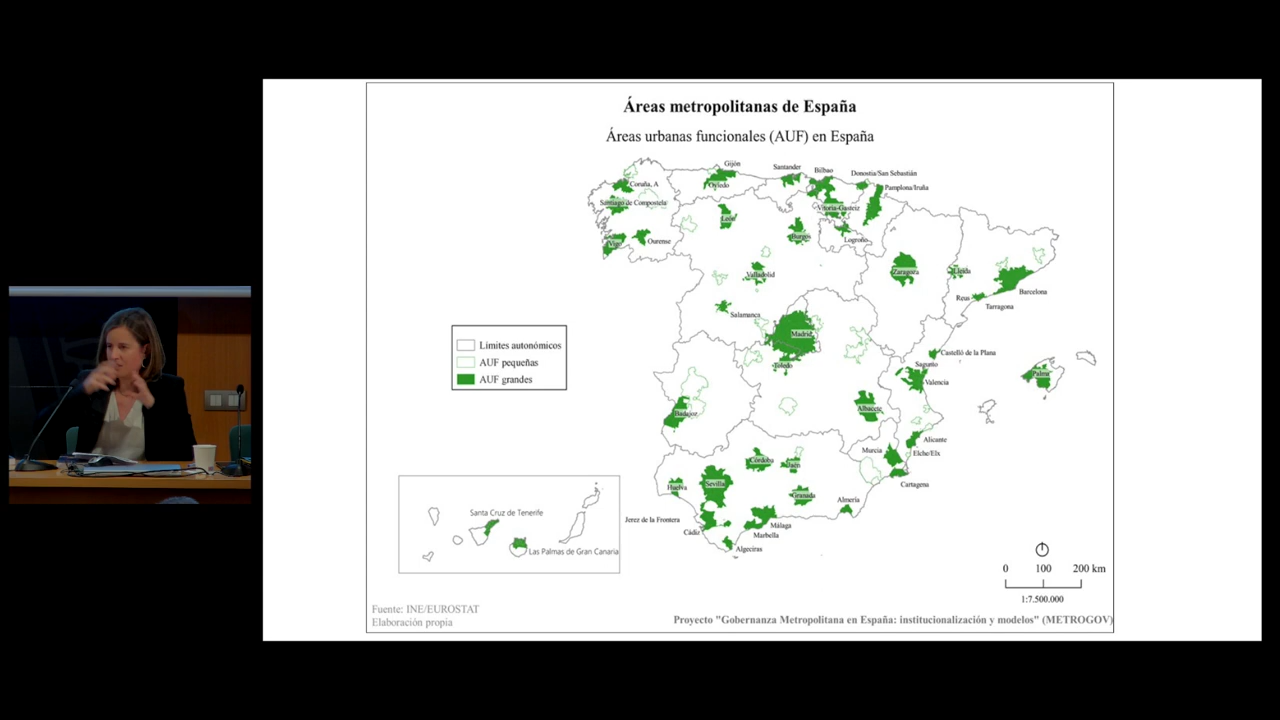 Áreas metropolitanas de España
Áreas urbanas funcionales (AUF) en España
Gijón
Santander
Bilbao
Donostia/San Sebastián
Coruña, A
Oviedo
Pamplona/Iruña
Santiago de Compostela
Vitoria-Gasteiz
León
Burgos
Vigo
Ourense
Logroño
Valladolid
Zaragoza
Lleida
Barcelona
Reus
Tarragona
Salamanca
Madrid
Toledo
Castelló de la Plana
Sagunto
Valencia
Palma
Límites autonómicos
AUF pequeñas
AUF grandes
Badajoz
Albacete
Alicante
Murcia
Elche/Elx
Córdoba
Jaén
Cartagena
Huelva
Sevilla
Granada
Almería
Jerez de la Frontera
Cádiz
Málaga
Marbella
Algeciras
Santa Cruz de Tenerife
Las Palmas de Gran Canaria
0 100 200 km
1:7.500.000
Fuente: INE/EUROSTAT
Elaboración propia
Proyecto "Gobernanza Metropolitana en España: institucionalización y modelos" (METROGOV)